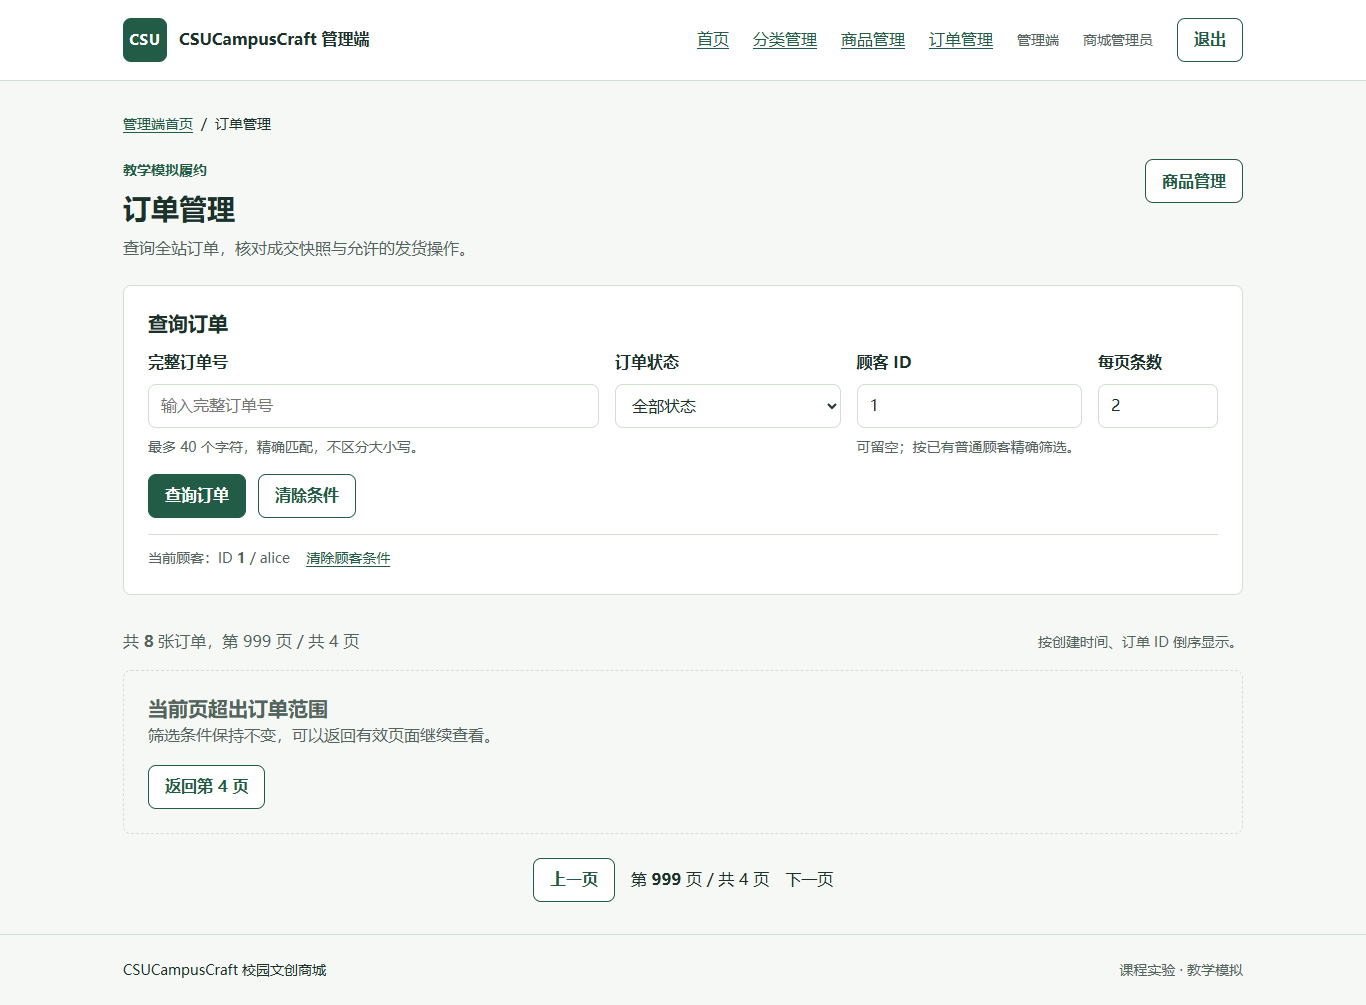 CSU CSUCampusCraft 管理端 首页 分类管理 商品管理 订单管理 管理端 商城管理员 退出
管理端首页 / 订单管理
教学模拟履约
商品管理
订单管理
查询全站订单，核对成交快照与允许的发货操作。
查询订单
完整订单号 订单状态 顾客 ID 每页条数
输入完整订单号 全部状态 1 2
最多 40 个字符，精确匹配，不区分大小写。 可留空；按已有普通顾客精确筛选。
查询订单 清除条件
当前顾客：ID 1 / alice 清除顾客条件
共 8 张订单，第 999 页 / 共 4 页 按创建时间、订单 ID 倒序显示。
当前页超出订单范围
筛选条件保持不变，可以返回有效页面继续查看。
返回第 4 页
上一页 第 999 页 / 共 4 页 下一页
CSUCampusCraft 校园文创商城 课程实验 · 教学模拟